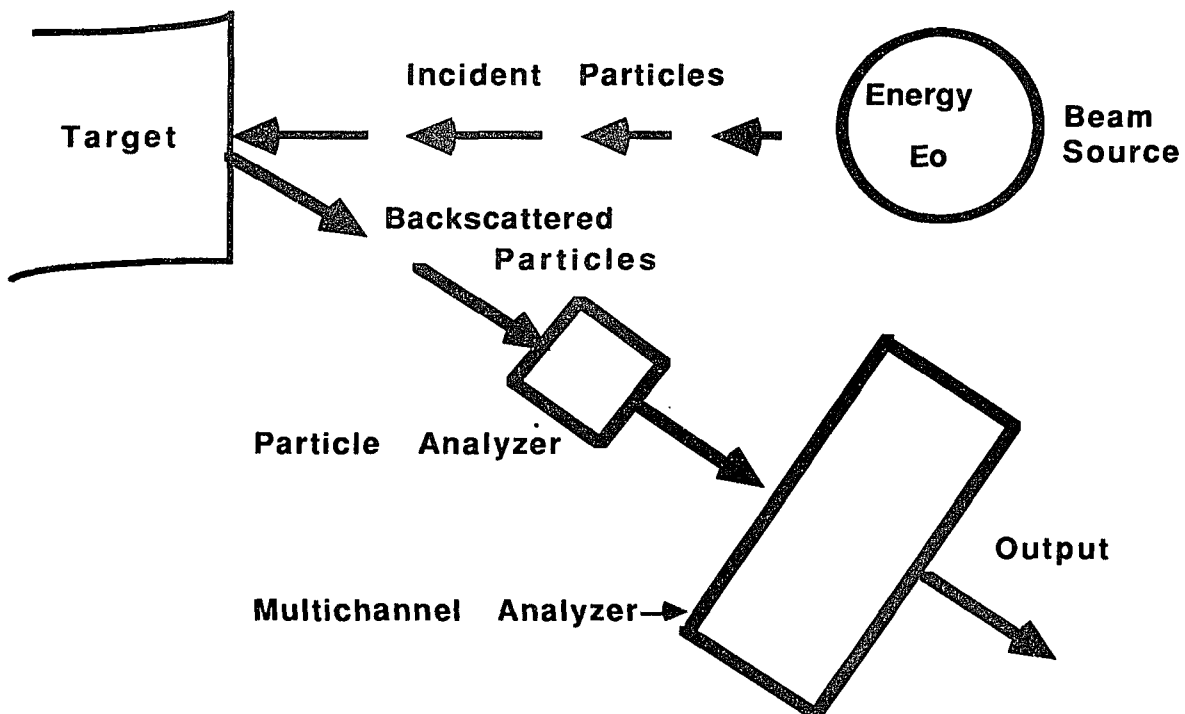 Incident Particles
Energy
Eo
Beam
Source
Target
Backscattered
Particles
Particle Analyzer
Output
Multichannel Analyzer